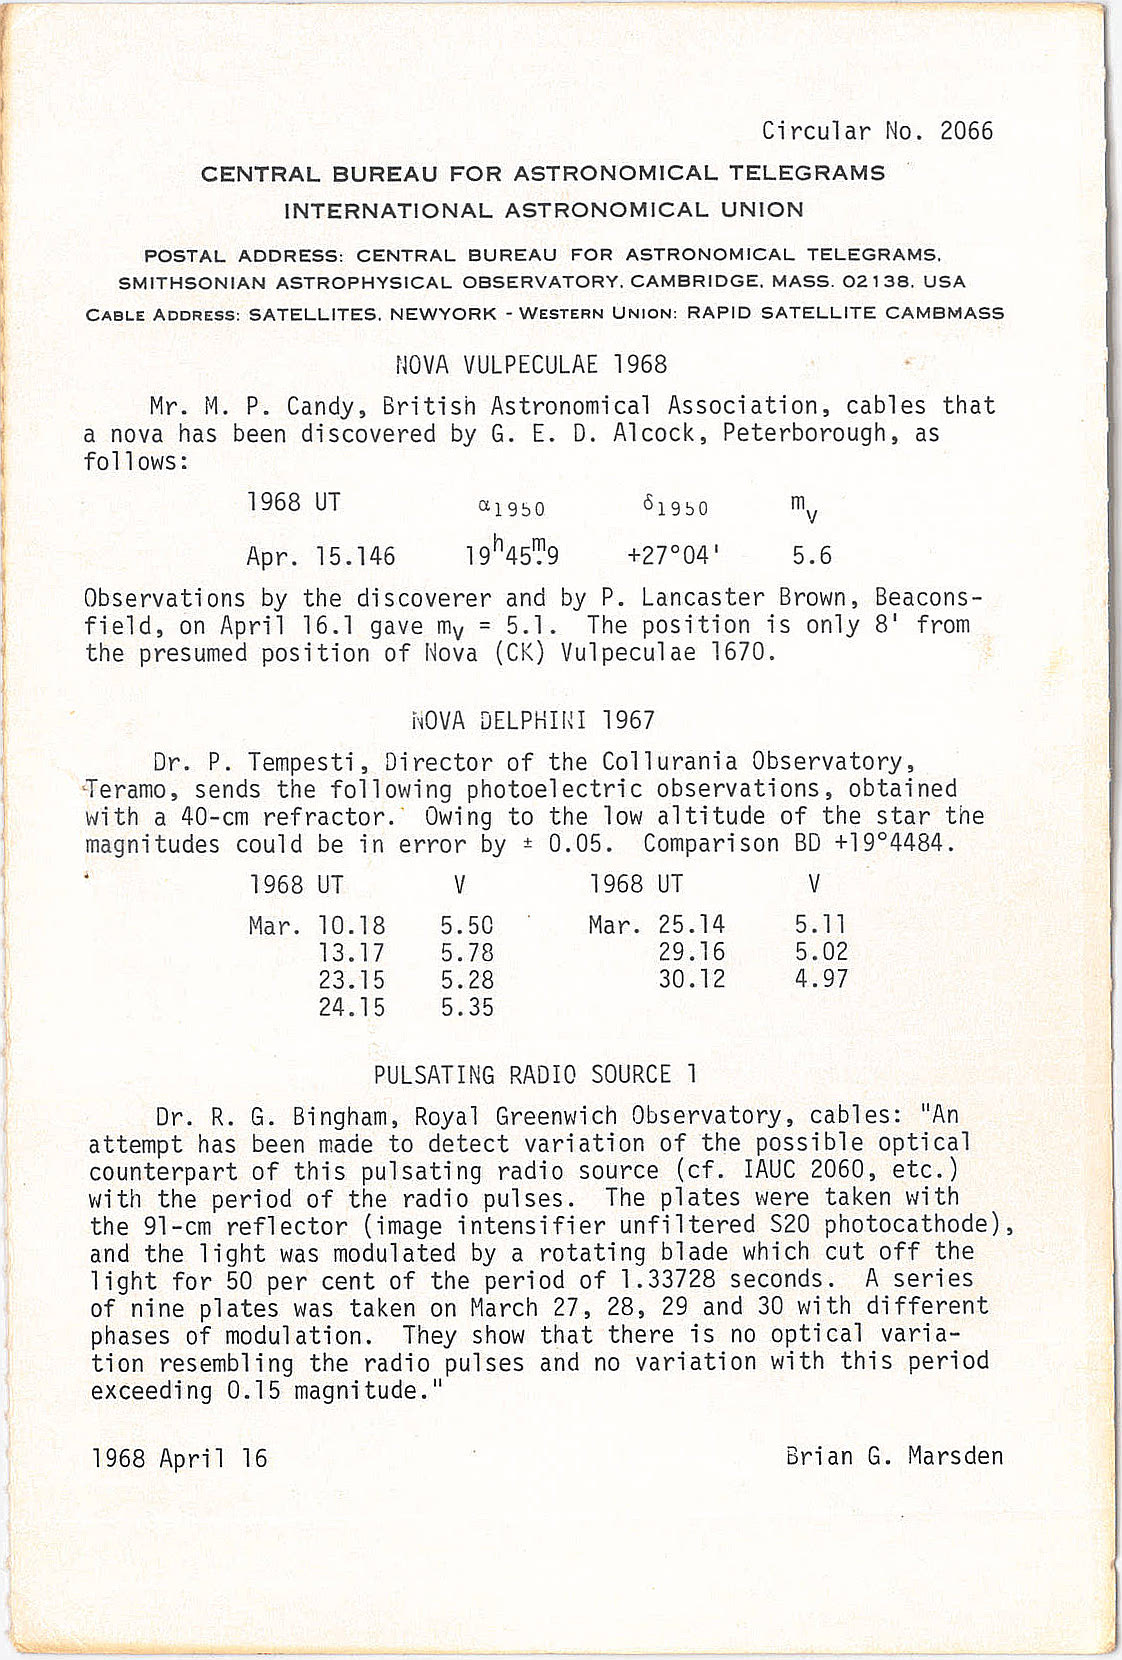 Circular No. 2066
CENTRAL BUREAU FOR ASTRONOMICAL TELEGRAMS
INTERNATIONAL ASTRONOMICAL UNION
POSTAL ADDRESS: CENTRAL BUREAU FOR ASTRONOMICAL TELEGRAMS,
SMITHSONIAN ASTROPHYSICAL OBSERVATORY, CAMBRIDGE, MASS. 02138, USA
CABLE ADDRESS: SATELLITES, NEWYORK - WESTERN UNION: RAPID SATELLITE CAMBMASS
NOVA VULPECULAE 1968
Mr. M. P. Candy, British Astronomical Association, cables that
a nova has been discovered by G. E. D. Alcock, Peterborough, as
follows:
1968 UT α1950 δ1950 mv
Apr. 15.146 19h45m.9 +27°04' 5.6
Observations by the discoverer and by P. Lancaster Brown, Beacons-
field, on April 16.1 gave mv = 5.1. The position is only 8' from
the presumed position of Nova (CK) Vulpeculae 1670.
NOVA DELPHINI 1967
Dr. P. Tempesti, Director of the Collurania Observatory,
Teramo, sends the following photoelectric observations, obtained
with a 40-cm refractor. Owing to the low altitude of the star the
magnitudes could be in error by ± 0.05. Comparison BD +19°4484.
1968 UT V 1968 UT V
Mar. 10.18 5.50 Mar. 25.14 5.11
13.17 5.78 29.16 5.02
23.15 5.28 30.12 4.97
24.15 5.35
PULSATING RADIO SOURCE 1
Dr. R. G. Bingham, Royal Greenwich Observatory, cables: "An
attempt has been made to detect variation of the possible optical
counterpart of this pulsating radio source (cf. IAUC 2060, etc.)
with the period of the radio pulses. The plates were taken with
the 91-cm reflector (image intensifier unfiltered S20 photocathode),
and the light was modulated by a rotating blade which cut off the
light for 50 per cent of the period of 1.33728 seconds. A series
of nine plates was taken on March 27, 28, 29 and 30 with different
phases of modulation. They show that there is no optical varia-
tion resembling the radio pulses and no variation with this period
exceeding 0.15 magnitude."
1968 April 16 Brian G. Marsden